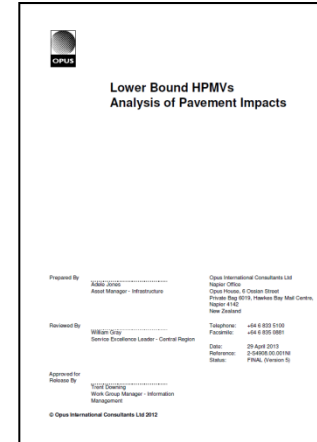 OPUS
Lower Bound HPMVs
Analysis of Pavement Impacts
Prepared By
Adele Jones
Asset Manager - Infrastructure
Opus International Consultants Ltd
Napier Office
Opus House, 6 Ossian Street
Private Bag 6019, Hawkes Bay Mail Centre,
Napier 4142
New Zealand
Reviewed By
William Gray
Service Excellence Leader - Central Region
Telephone: +64 6 833 5100
Facsimile: +64 6 835 0881
Date: 29 April 2013
Reference: 2-S4908.00.001NI
Status: FINAL (Version 5)
Approved for
Release By
Trent Downing
Work Group Manager - Information
Management
© Opus International Consultants Ltd 2012